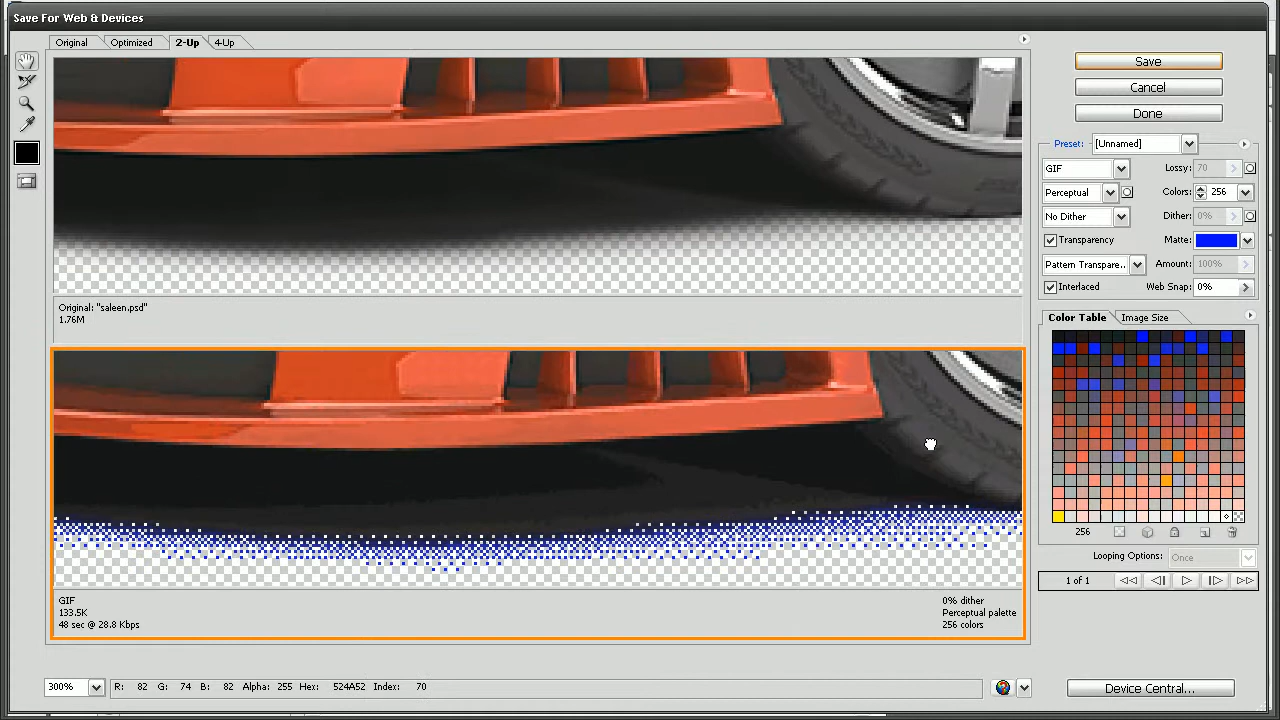 Save For Web & Devices
Original
Optimized
2-Up
4-Up
Save
Cancel
Done
Preset: [Unnamed]
GIF
Lossy: 70
Perceptual
Colors: 256
No Dither
Dither: 0%
Transparency
Matte:
Pattern Transpare...
Amount: 100%
Interlaced
Web Snap: 0%
Original: "saleen.psd"
1.76M
Color Table
Image Size
256
Looping Options: Once
1 of 1
GIF
0% dither
133.5K
Perceptual palette
48 sec @ 28.8 Kbps
256 colors
300%
R: 82 G: 74 B: 82 Alpha: 255 Hex: 524A52 Index: 70
Device Central...